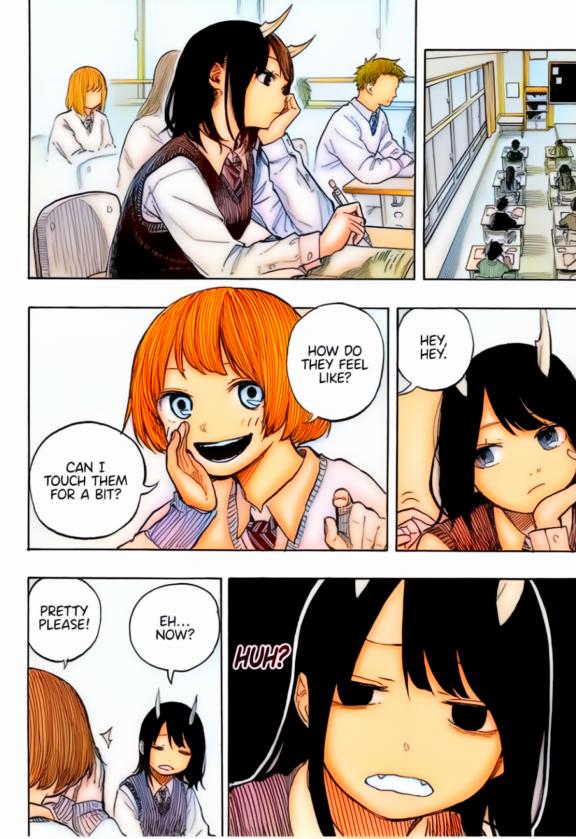 HEY,
HEY.
HOW DO
THEY FEEL
LIKE?
CAN I
TOUCH THEM
FOR A BIT?
HUH?
EH...
NOW?
PRETTY
PLEASE!